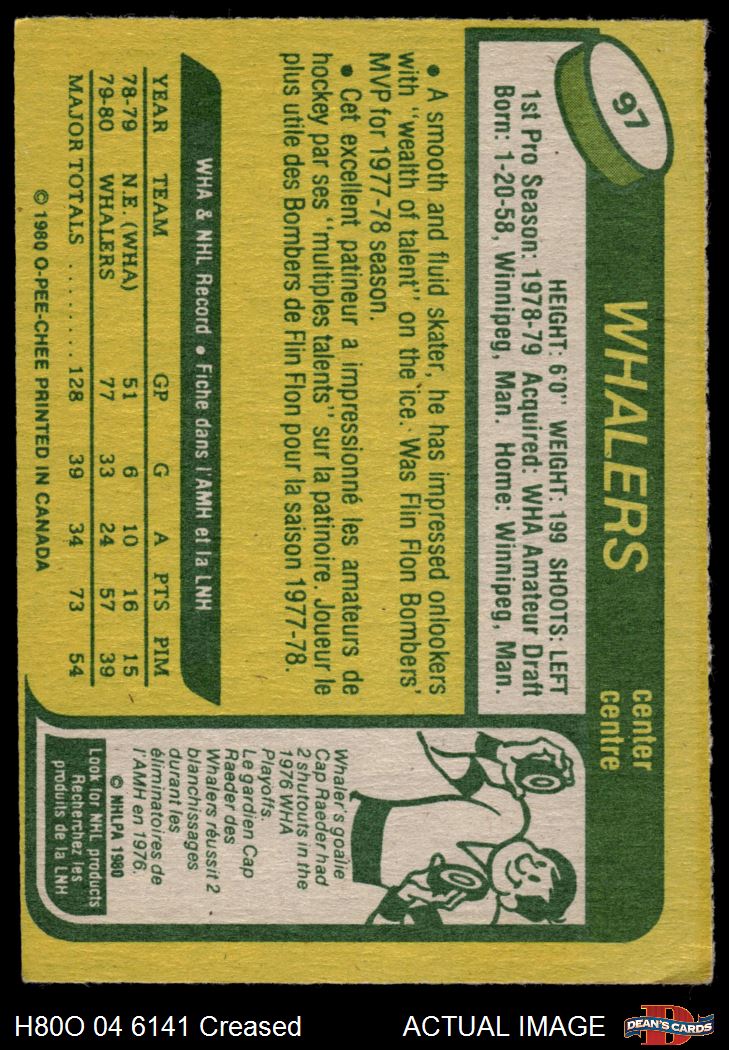 97
WHALERS
center
centre
HEIGHT: 6'0" WEIGHT: 199 SHOOTS: LEFT
1st Pro Season: 1978-79 Acquired: WHA Amateur Draft
Born: 1-20-58, Winnipeg, Man. Home: Winnipeg, Man.
• A smooth and fluid skater, he has impressed onlookers
with "wealth of talent" on the ice. Was Flin Flon Bombers'
MVP for 1977-78 season.
• Cet excellent patineur a impressionné les amateurs de
hockey par ses "multiples talents" sur la patinoire. Joueur le
plus utile des Bombers de Flin Flon pour la saison 1977-78.
WHA & NHL Record • Fiche dans l'AMH et la LNH
YEAR TEAM GP G A PTS PIM
78-79 N.E. (WHA) 51 6 10 16 15
79-80 WHALERS 77 33 24 57 39
MAJOR TOTALS ......... 128 39 34 73 54
© 1980 O-PEE-CHEE PRINTED IN CANADA
Whaler's goalie
Cap Raeder had
2 shutouts in the
1976 WHA
Playoffs.
Le gardien Cap
Raeder des
Whalers réussit 2
blanchissages
durant les
éliminatoires de
l'AMH en 1976.
© NHLPA 1980
Look for NHL products
Recherchez les
produits de la LNH
H80O 04 6141 Creased
ACTUAL IMAGE
D
DEAN'S CARDS